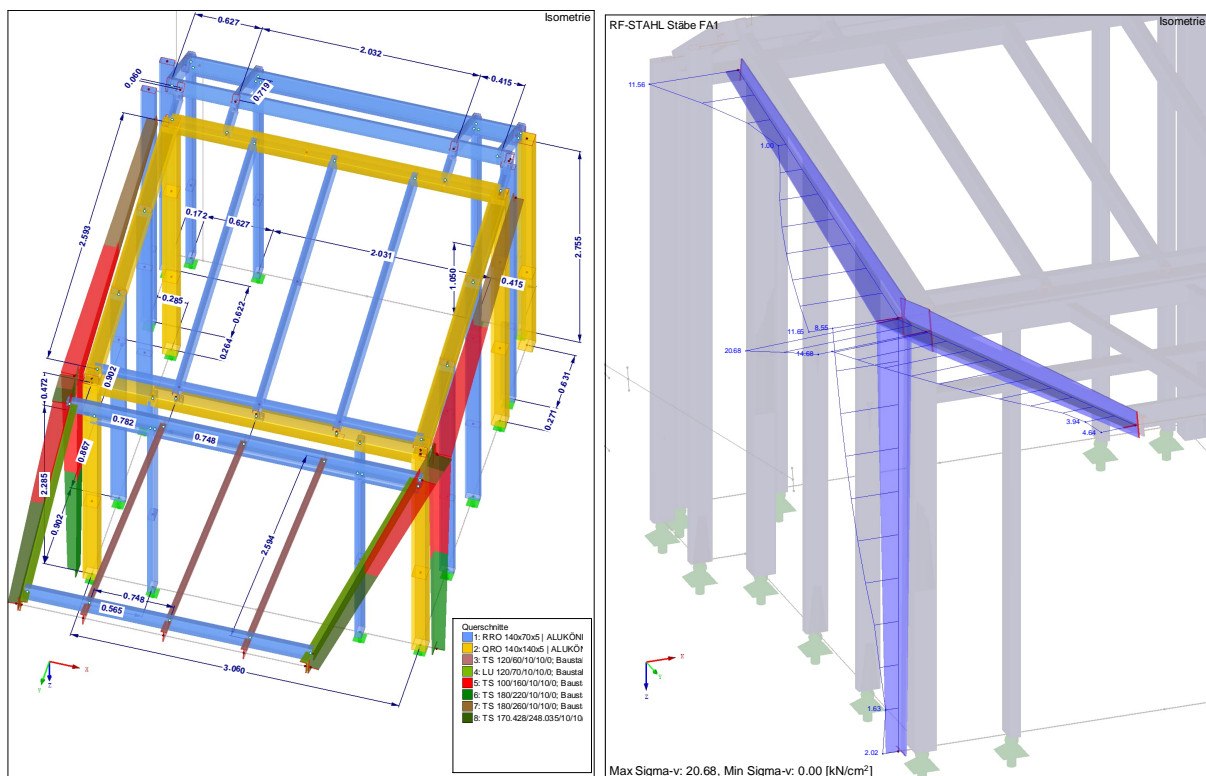 Isometrie
0.627
2.032
0.415
0.060
0.719
2.593
0.172
0.627
2.031
1.050
2.755
0.415
0.285
0.622
0.264
0.631
0.271
0.472
0.902
0.782
0.748
0.867
2.285
0.902
2.594
0.748
0.565
3.060
X
Y
Z
Querschnitte
1: RRO 140x70x5 | ALUKÖNI
2: QRO 140x140x5 | ALUKÖN
3: TS 120/60/10/10/0; Baustal
4: LU 120/70/10/10/0; Baustal
5: TS 100/160/10/10/0; Bausta
6: TS 180/220/10/10/0; Bausta
7: TS 180/260/10/10/0; Bausta
8: TS 170.428/248.035/10/10/
RF-STAHL Stäbe FA1
Isometrie
11.56
1.00
11.65
8.55
20.68
14.68
3.94
4.64
1.63
2.02
X
Y
Z
Max Sigma-v: 20.68, Min Sigma-v: 0.00 [kN/cm²]